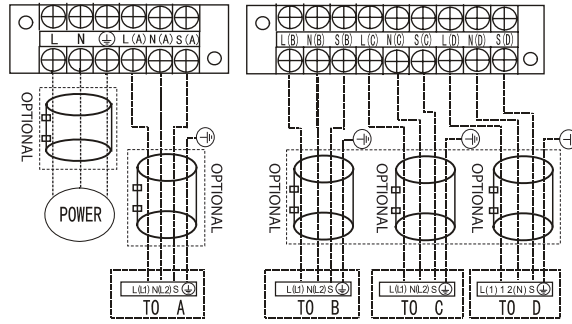 L N L(A) N(A) S(A)
L(B) N(B) S(B) L(C) N(C) S(C) L(D) N(D) S(D)
OPTIONAL
POWER
OPTIONAL
OPTIONAL
OPTIONAL
OPTIONAL
L(L1) N(L2) S
TO A
L(L1) N(L2) S
TO B
L(L1) N(L2) S
TO C
L(1) 1 2(N) S
TO D